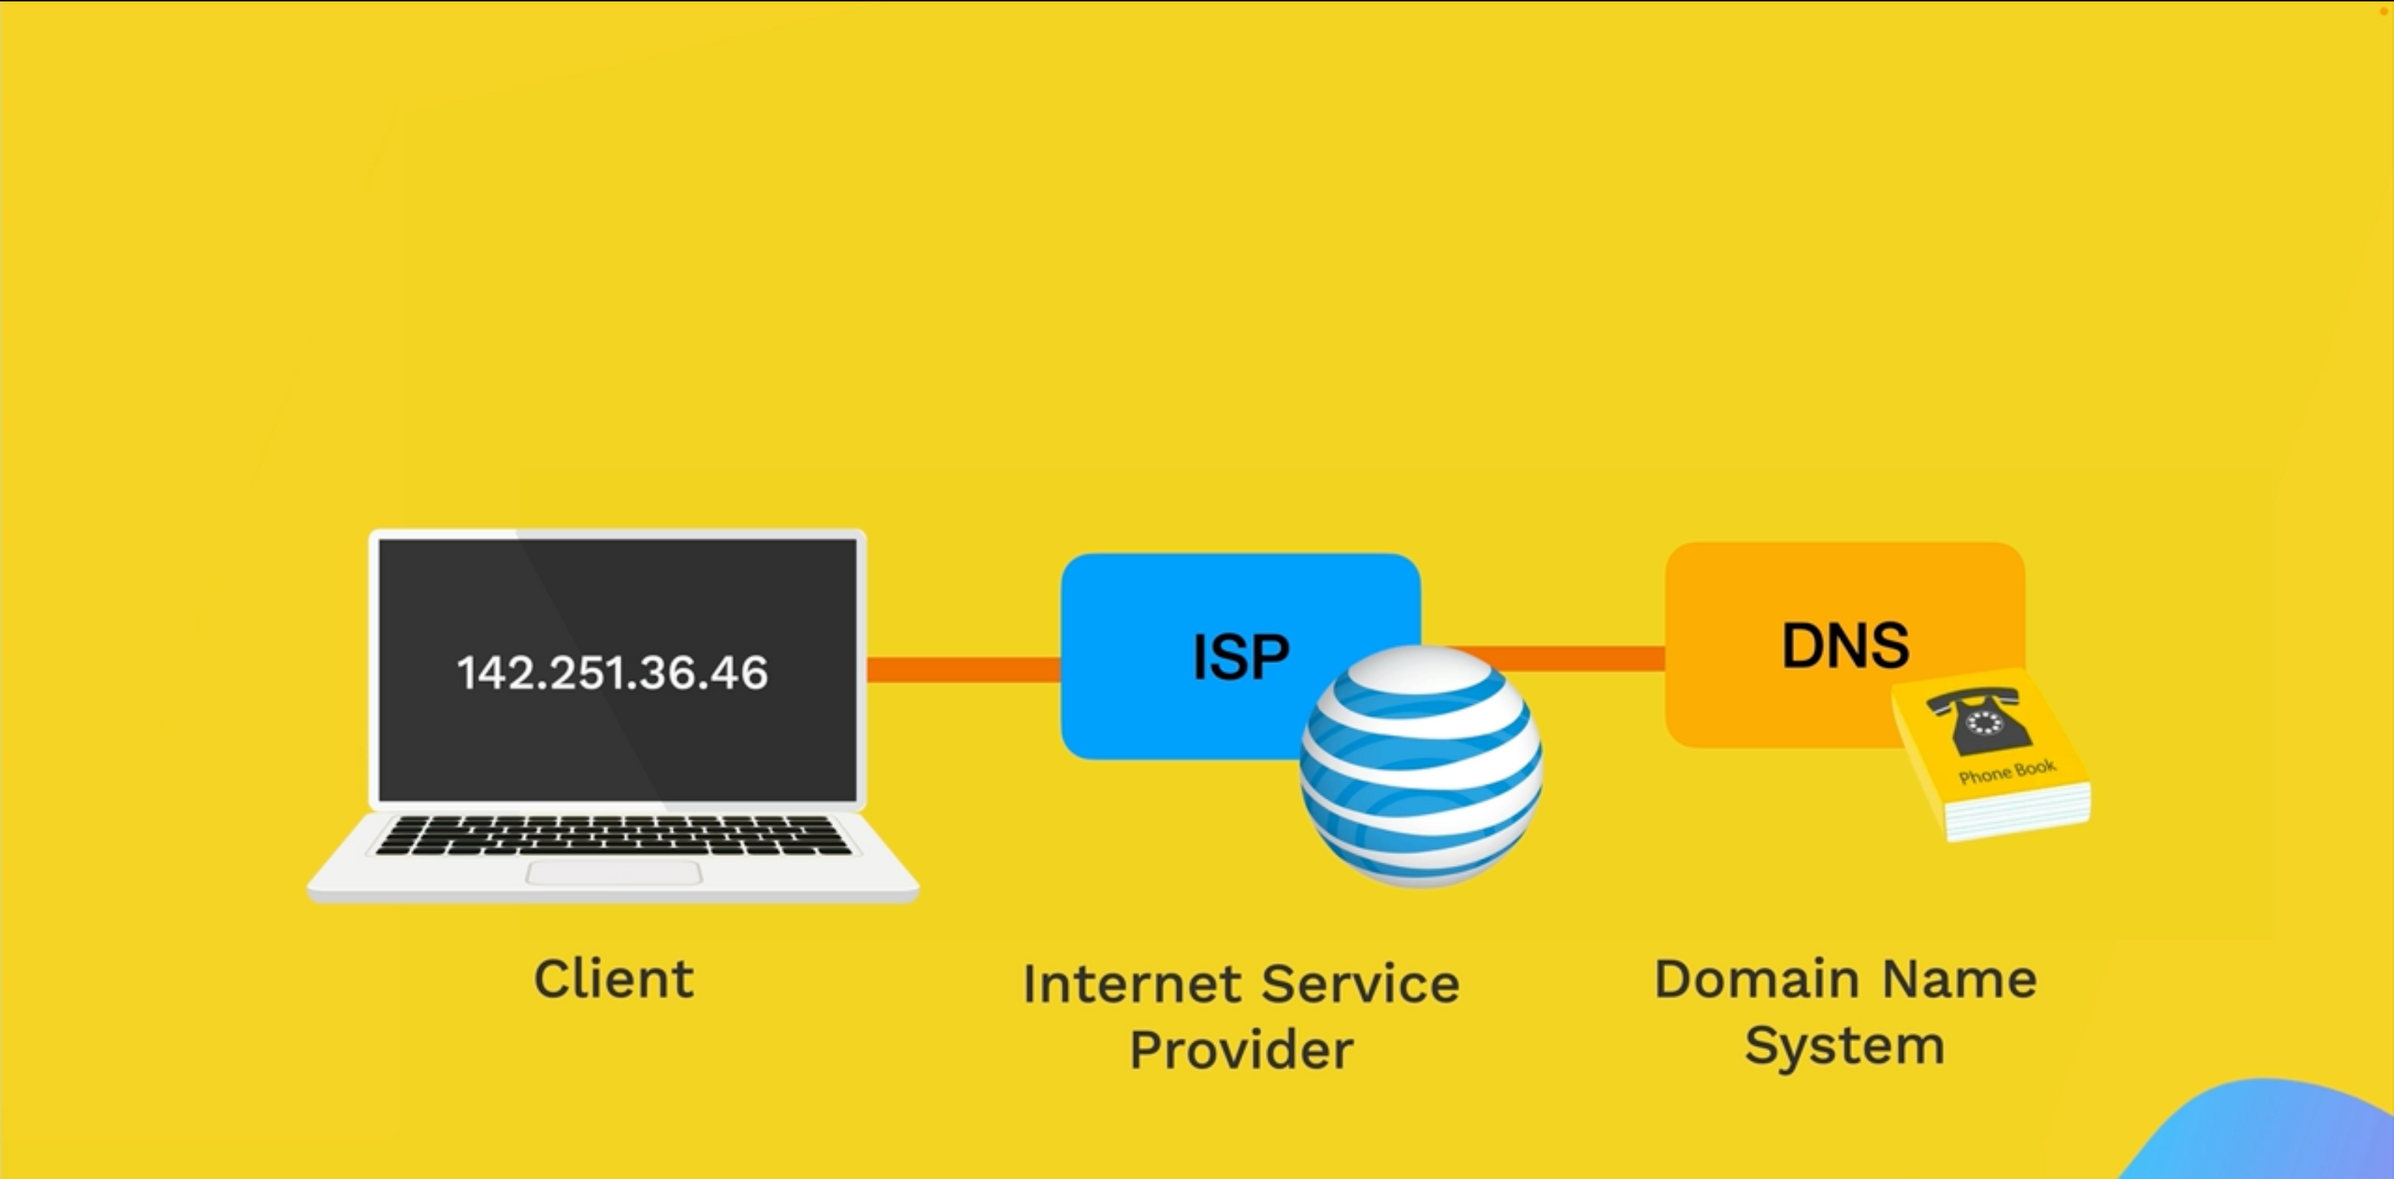 142.251.36.46
ISP
DNS
Phone Book
Client
Internet Service
Provider
Domain Name
System